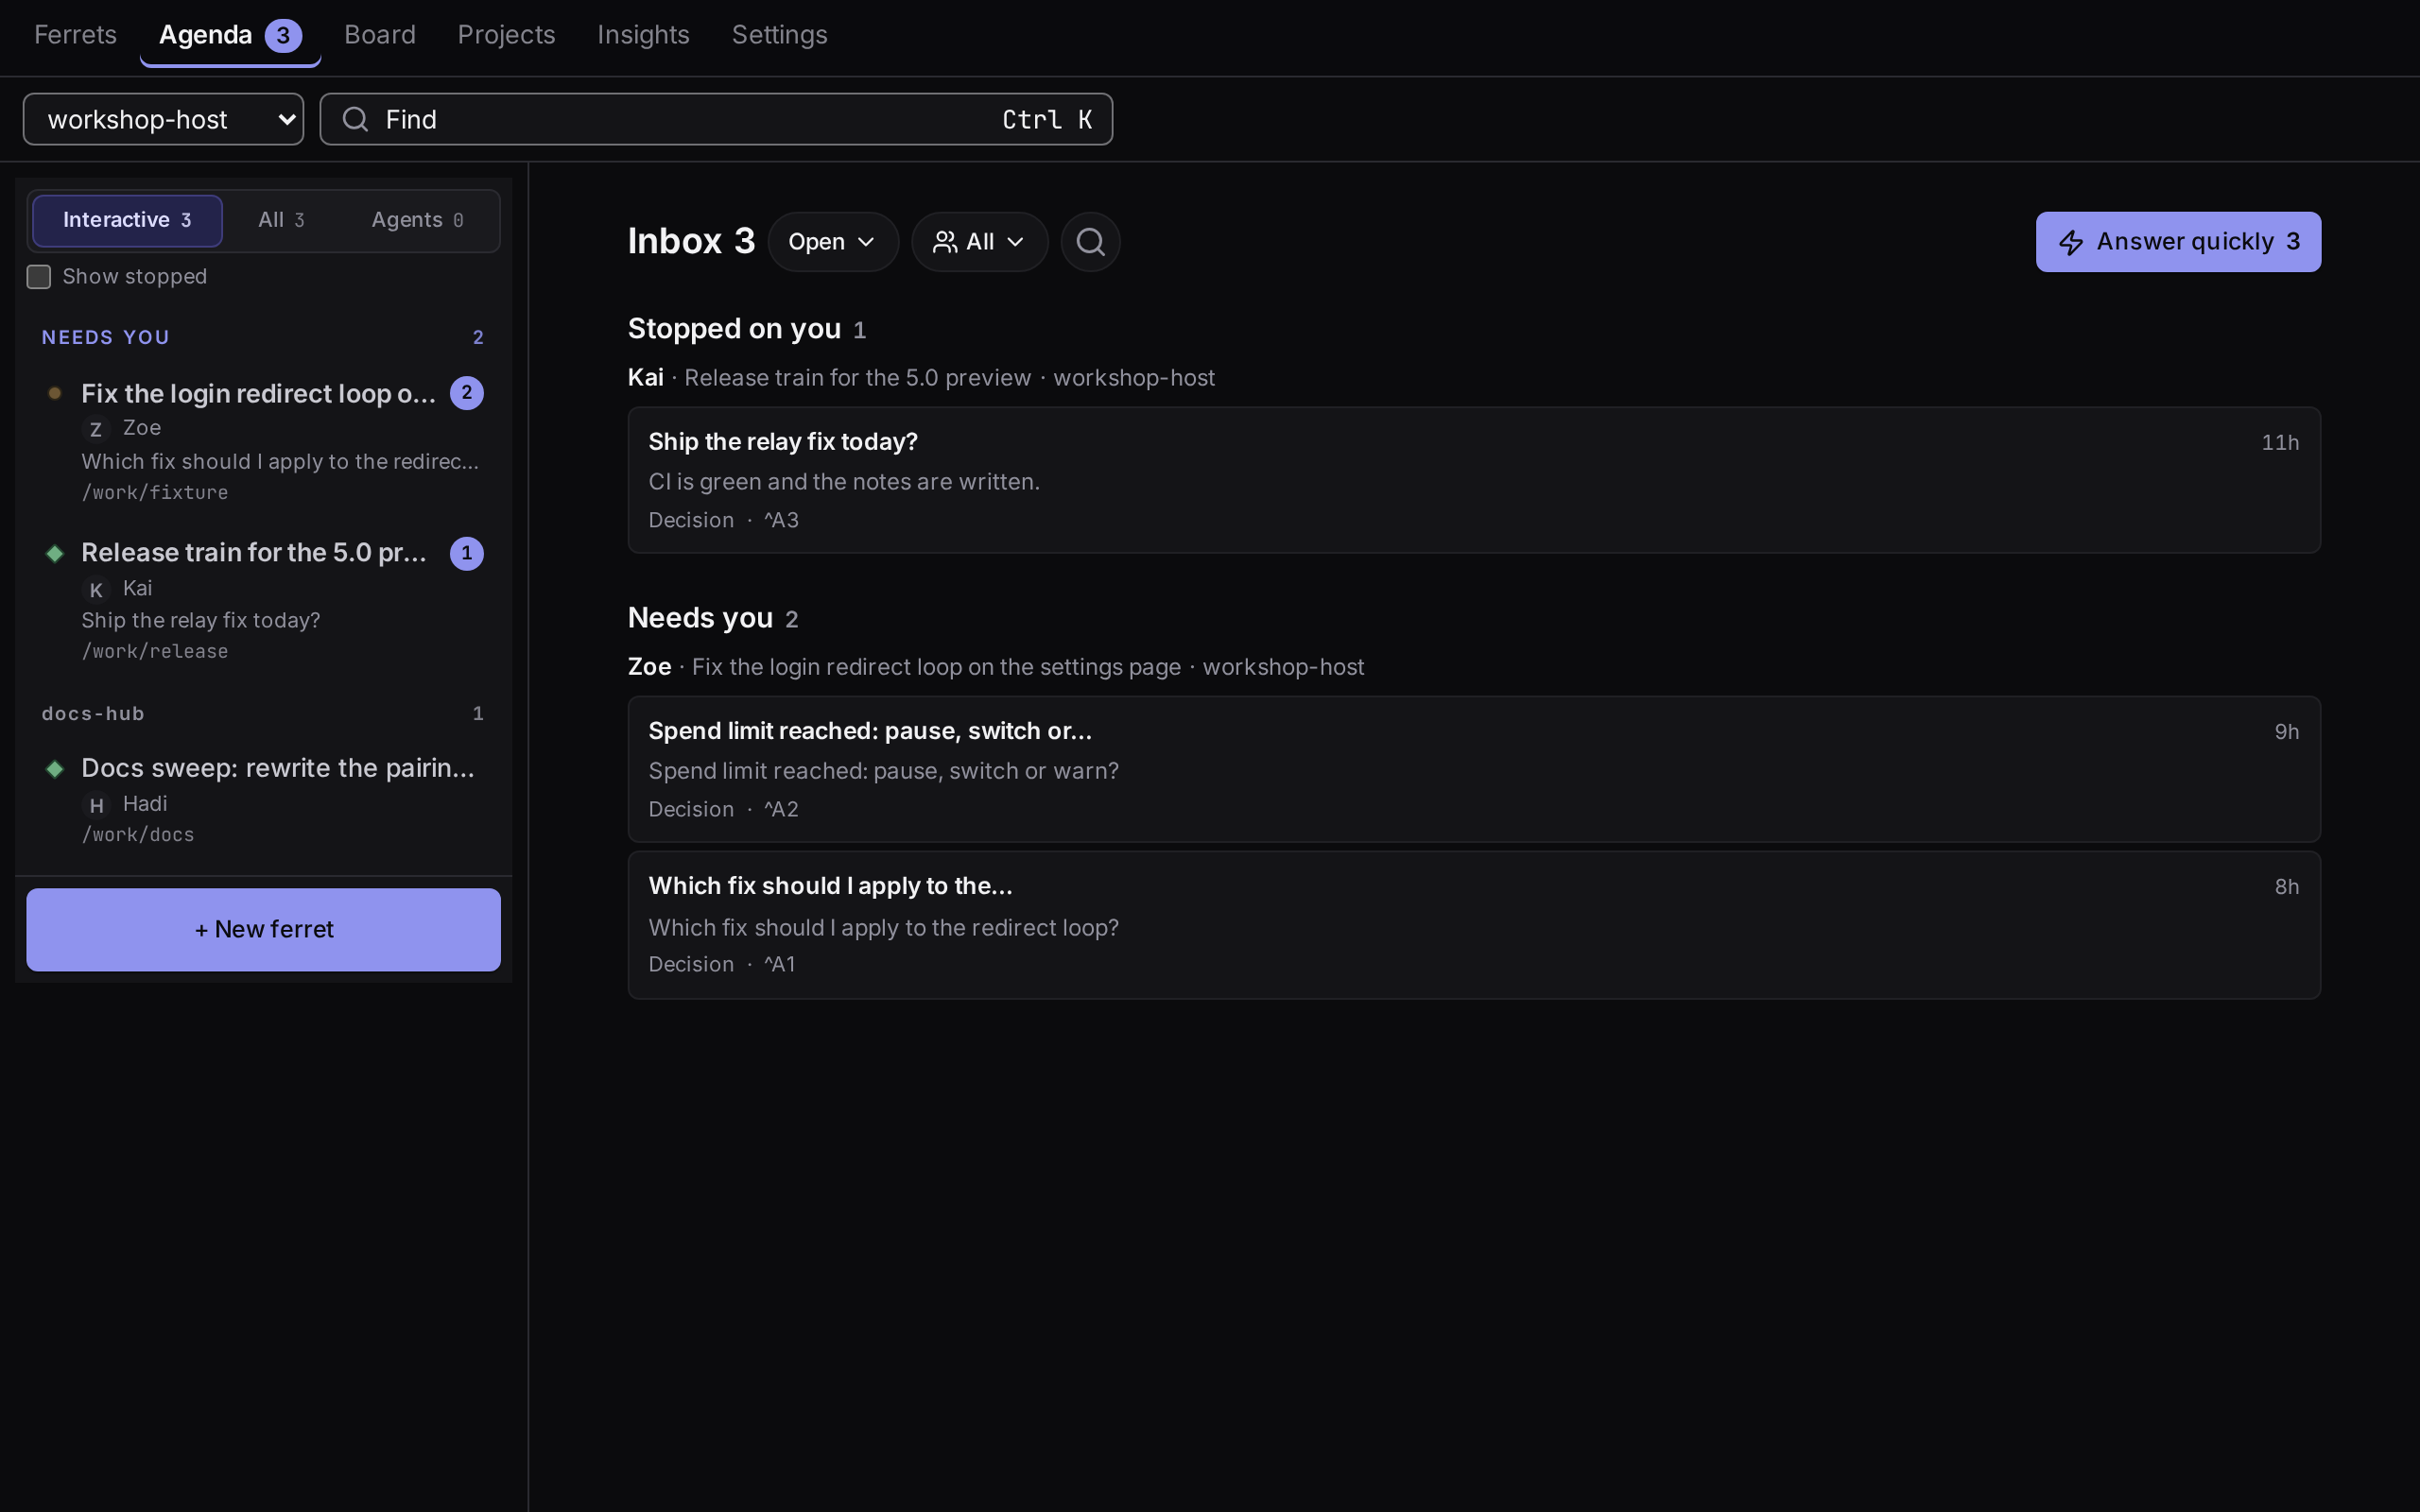 Ferrets Agenda 3 Board Projects Insights Settings
workshop-host Find Ctrl K
Interactive 3 All 3 Agents 0
Show stopped
NEEDS YOU 2
Fix the login redirect loop o... 2
Z Zoe
Which fix should I apply to the redirec...
/work/fixture
Release train for the 5.0 pr... 1
K Kai
Ship the relay fix today?
/work/release
docs-hub 1
Docs sweep: rewrite the pairin...
H Hadi
/work/docs
+ New ferret
Inbox 3 Open All Answer quickly 3
Stopped on you 1
Kai · Release train for the 5.0 preview · workshop-host
Ship the relay fix today? 11h
CI is green and the notes are written.
Decision · ^A3
Needs you 2
Zoe · Fix the login redirect loop on the settings page · workshop-host
Spend limit reached: pause, switch or... 9h
Spend limit reached: pause, switch or warn?
Decision · ^A2
Which fix should I apply to the... 8h
Which fix should I apply to the redirect loop?
Decision · ^A1